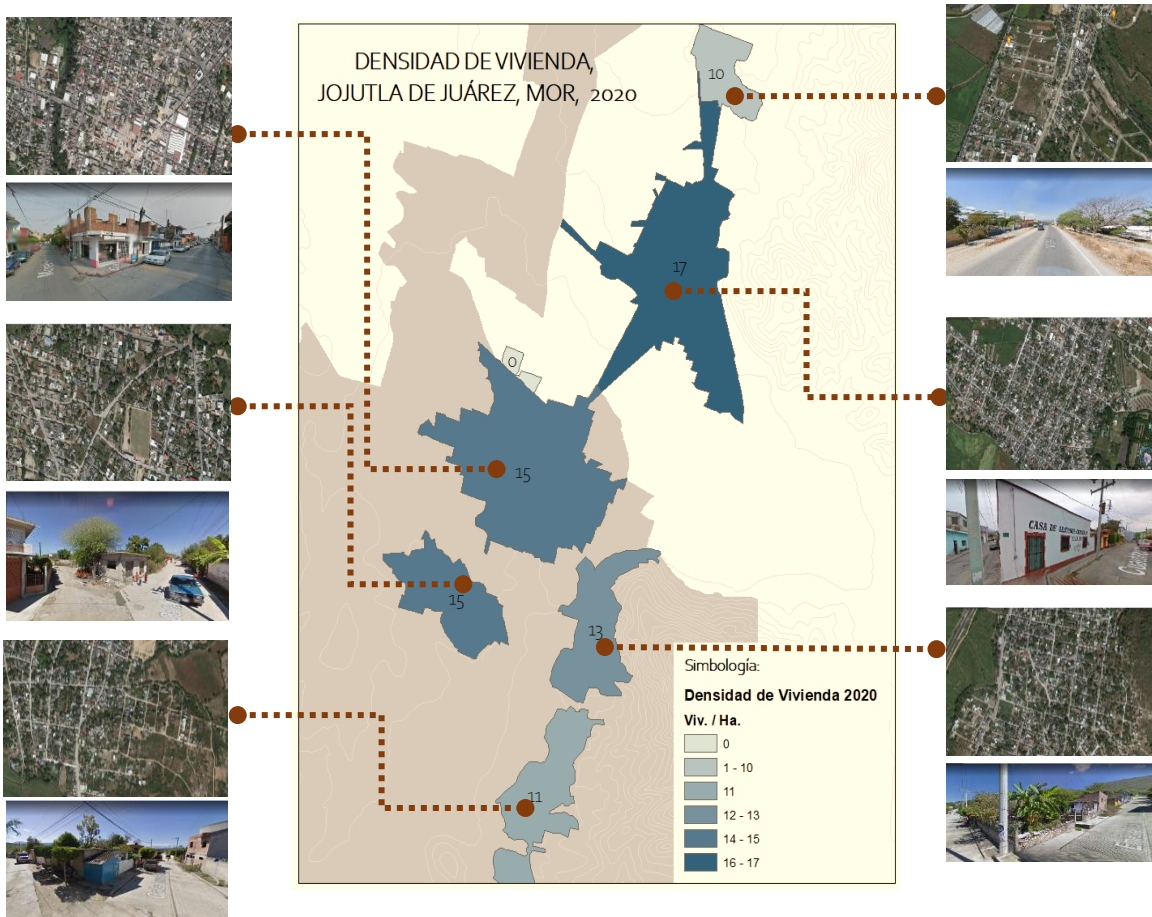 DENSIDAD DE VIVIENDA,
JOJUTLA DE JUÁREZ, MOR, 2020
10
17
0
15
15
13
11
CASA DE
Simbología:
Densidad de Vivienda 2020
Viv. / Ha.
0
1 - 10
11
12 - 13
14 - 15
16 - 17